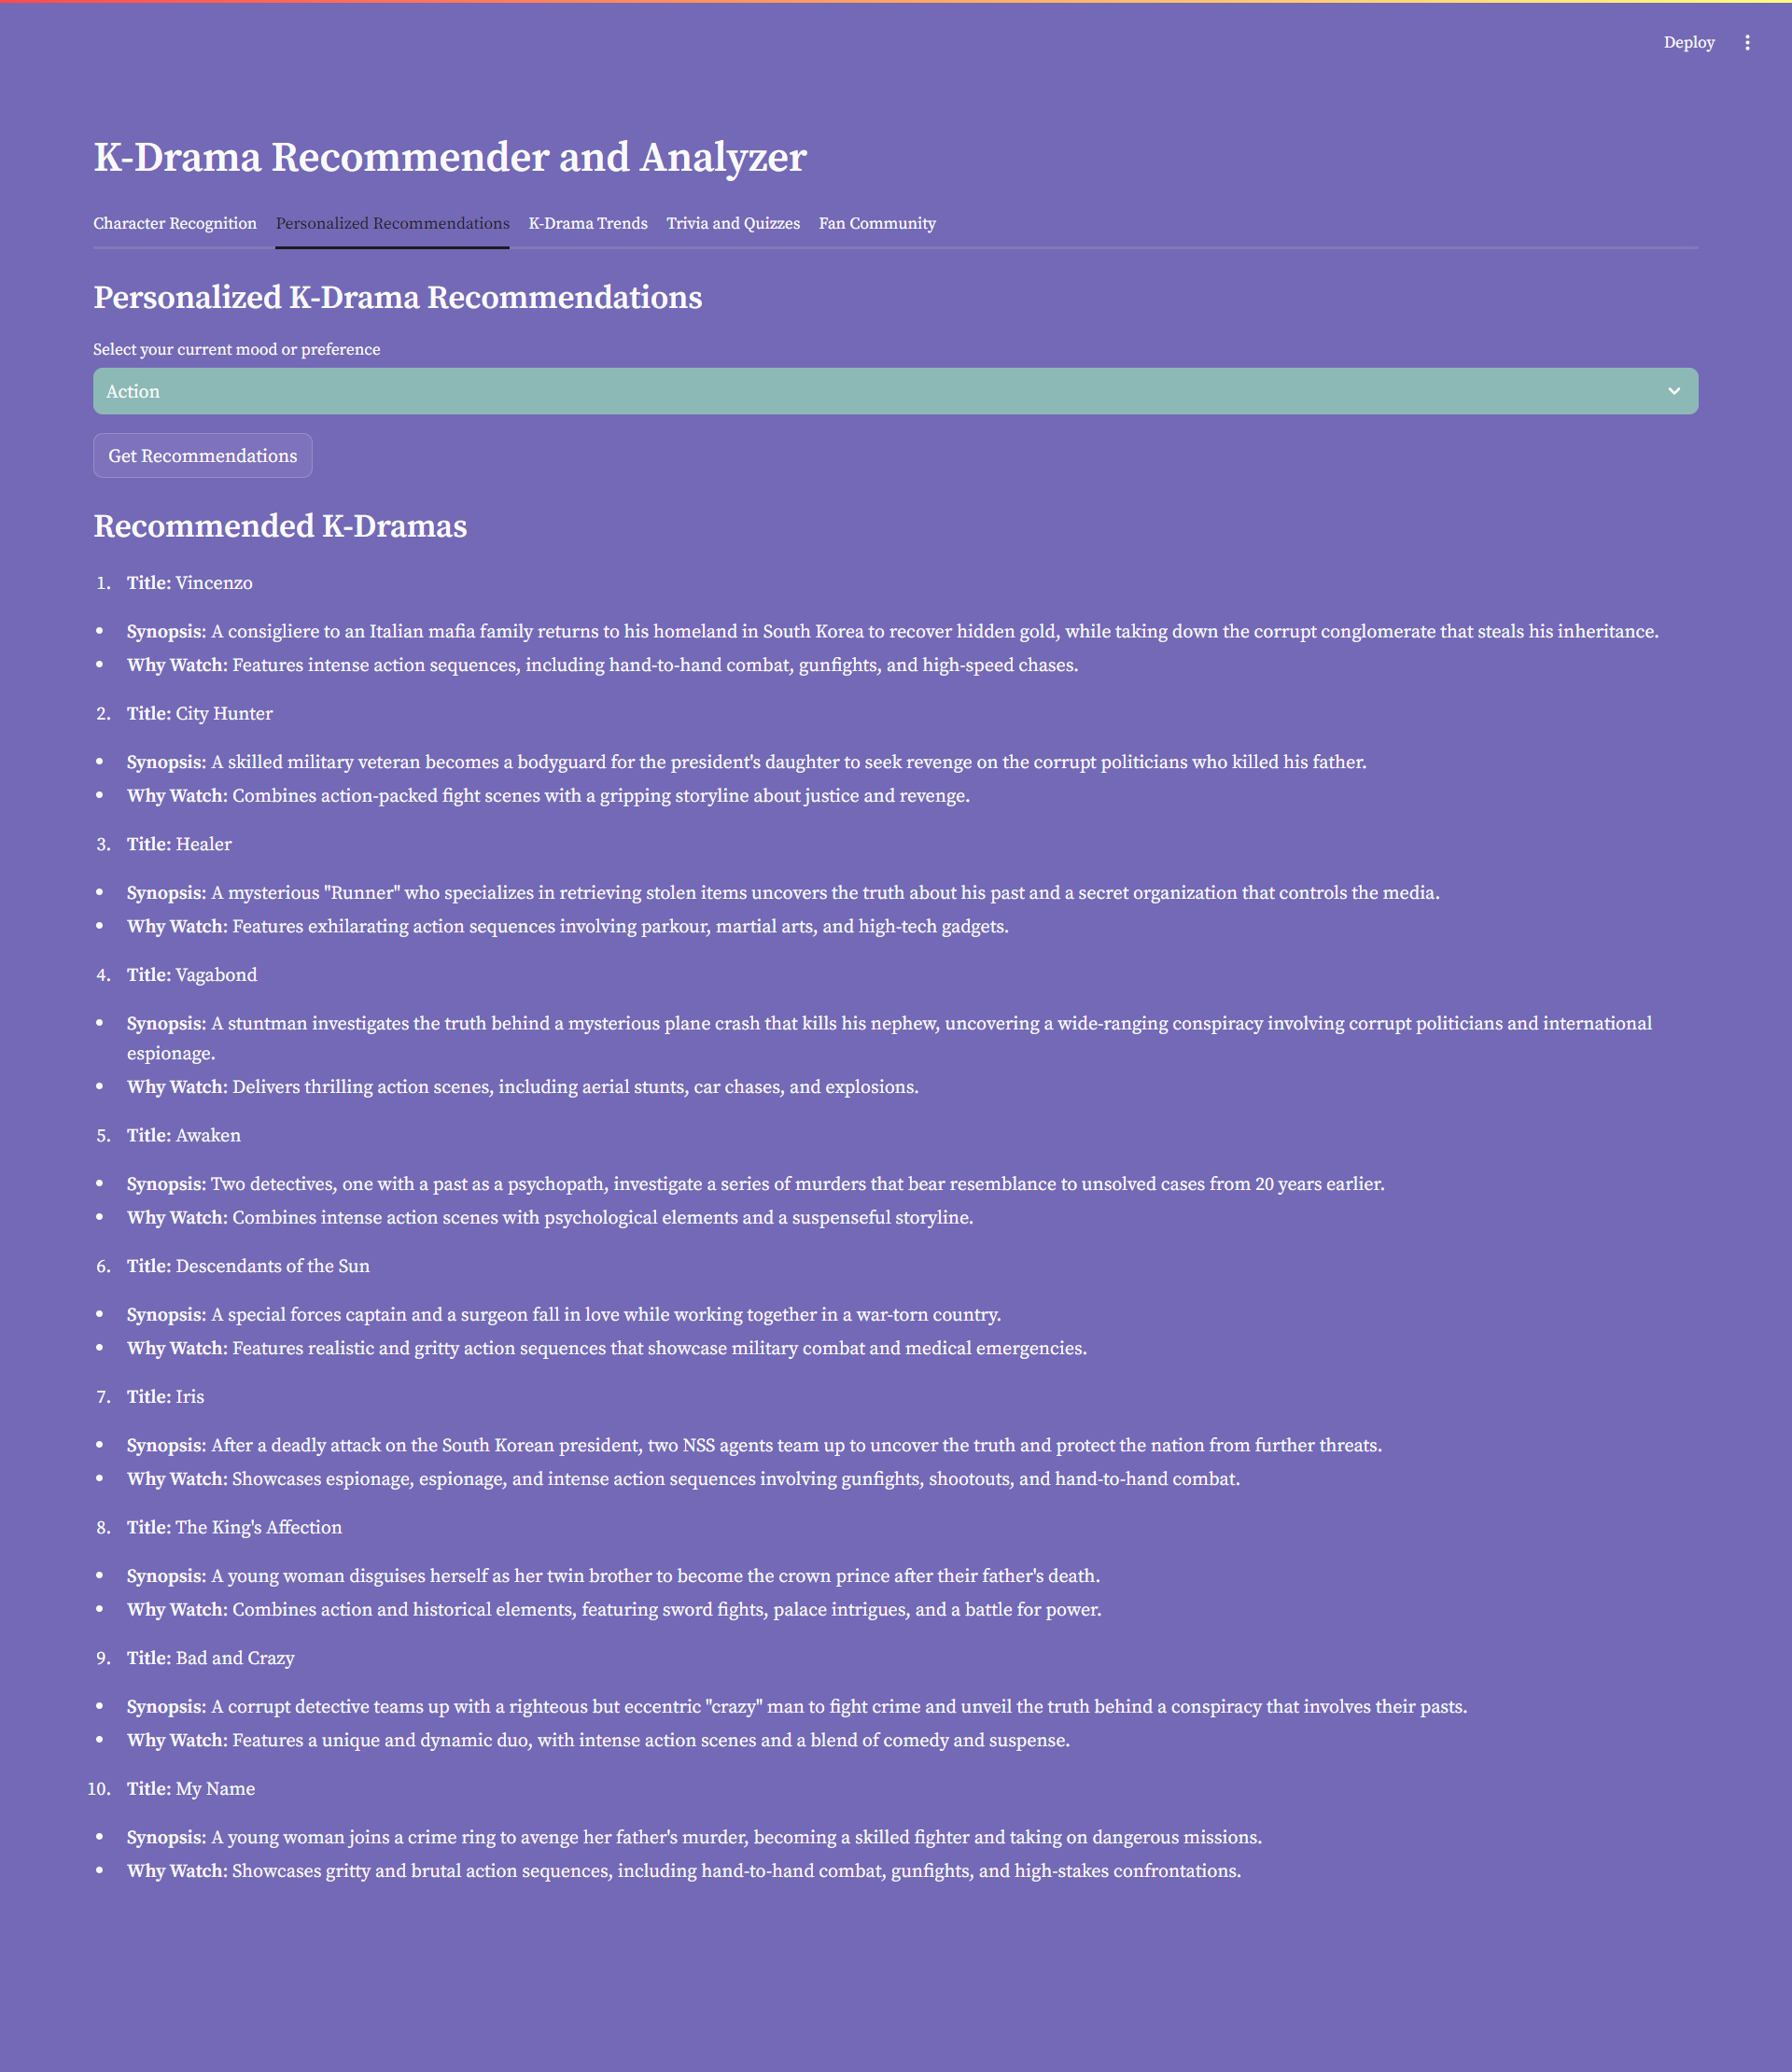 Deploy
K-Drama Recommender and Analyzer
Character Recognition Personalized Recommendations K-Drama Trends Trivia and Quizzes Fan Community
Personalized K-Drama Recommendations
Select your current mood or preference
Action
Get Recommendations
Recommended K-Dramas
1. Title: Vincenzo
• Synopsis: A consigliere to an Italian mafia family returns to his homeland in South Korea to recover hidden gold, while taking down the corrupt conglomerate that steals his inheritance.
• Why Watch: Features intense action sequences, including hand-to-hand combat, gunfights, and high-speed chases.
2. Title: City Hunter
• Synopsis: A skilled military veteran becomes a bodyguard for the president's daughter to seek revenge on the corrupt politicians who killed his father.
• Why Watch: Combines action-packed fight scenes with a gripping storyline about justice and revenge.
3. Title: Healer
• Synopsis: A mysterious "Runner" who specializes in retrieving stolen items uncovers the truth about his past and a secret organization that controls the media.
• Why Watch: Features exhilarating action sequences involving parkour, martial arts, and high-tech gadgets.
4. Title: Vagabond
• Synopsis: A stuntman investigates the truth behind a mysterious plane crash that kills his nephew, uncovering a wide-ranging conspiracy involving corrupt politicians and international
espionage.
• Why Watch: Delivers thrilling action scenes, including aerial stunts, car chases, and explosions.
5. Title: Awaken
• Synopsis: Two detectives, one with a past as a psychopath, investigate a series of murders that bear resemblance to unsolved cases from 20 years earlier.
• Why Watch: Combines intense action scenes with psychological elements and a suspenseful storyline.
6. Title: Descendants of the Sun
• Synopsis: A special forces captain and a surgeon fall in love while working together in a war-torn country.
• Why Watch: Features realistic and gritty action sequences that showcase military combat and medical emergencies.
7. Title: Iris
• Synopsis: After a deadly attack on the South Korean president, two NSS agents team up to uncover the truth and protect the nation from further threats.
• Why Watch: Showcases espionage, espionage, and intense action sequences involving gunfights, shootouts, and hand-to-hand combat.
8. Title: The King's Affection
• Synopsis: A young woman disguises herself as her twin brother to become the crown prince after their father's death.
• Why Watch: Combines action and historical elements, featuring sword fights, palace intrigues, and a battle for power.
9. Title: Bad and Crazy
• Synopsis: A corrupt detective teams up with a righteous but eccentric "crazy" man to fight crime and unveil the truth behind a conspiracy that involves their pasts.
• Why Watch: Features a unique and dynamic duo, with intense action scenes and a blend of comedy and suspense.
10. Title: My Name
• Synopsis: A young woman joins a crime ring to avenge her father's murder, becoming a skilled fighter and taking on dangerous missions.
• Why Watch: Showcases gritty and brutal action sequences, including hand-to-hand combat, gunfights, and high-stakes confrontations.